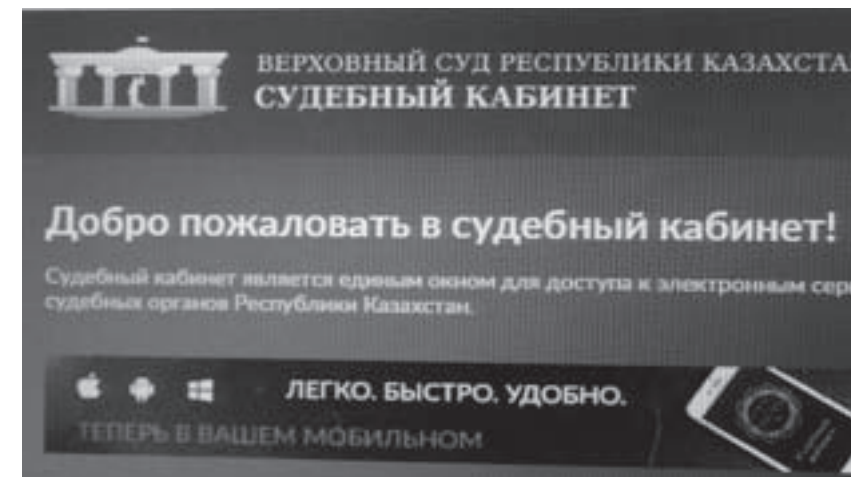 ВЕРХОВНЫЙ СУД РЕСПУБЛИКИ КАЗАХСТА
СУДЕБНЫЙ КАБИНЕТ
Добро пожаловать в судебный кабинет!
Судебный кабинет является единым окном для доступа к электронным сер
судебных органов Республики Казахстан.
ЛЕГКО. БЫСТРО. УДОБНО.
ТЕПЕРЬ В ВАШЕМ МОБИЛЬНОМ